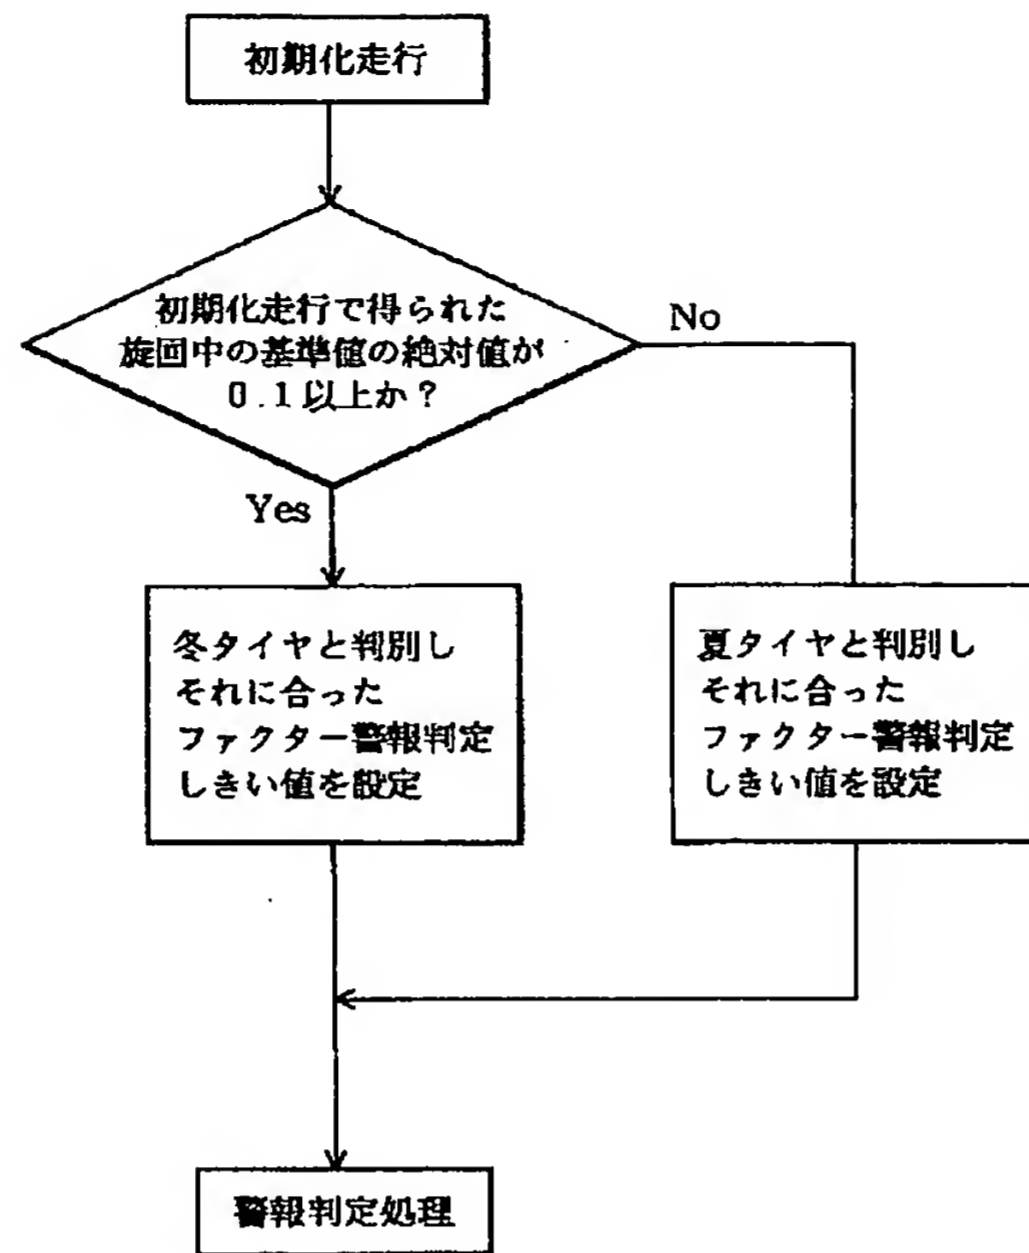 初期化走行
初期化走行で得られた
旋回中の基準値の絶対値が
0.1以上か?
No
Yes
冬タイヤと判別し
それに合った
ファクター警報判定
しきい値を設定
夏タイヤと判別し
それに合った
ファクター警報判定
しきい値を設定
警報判定処理